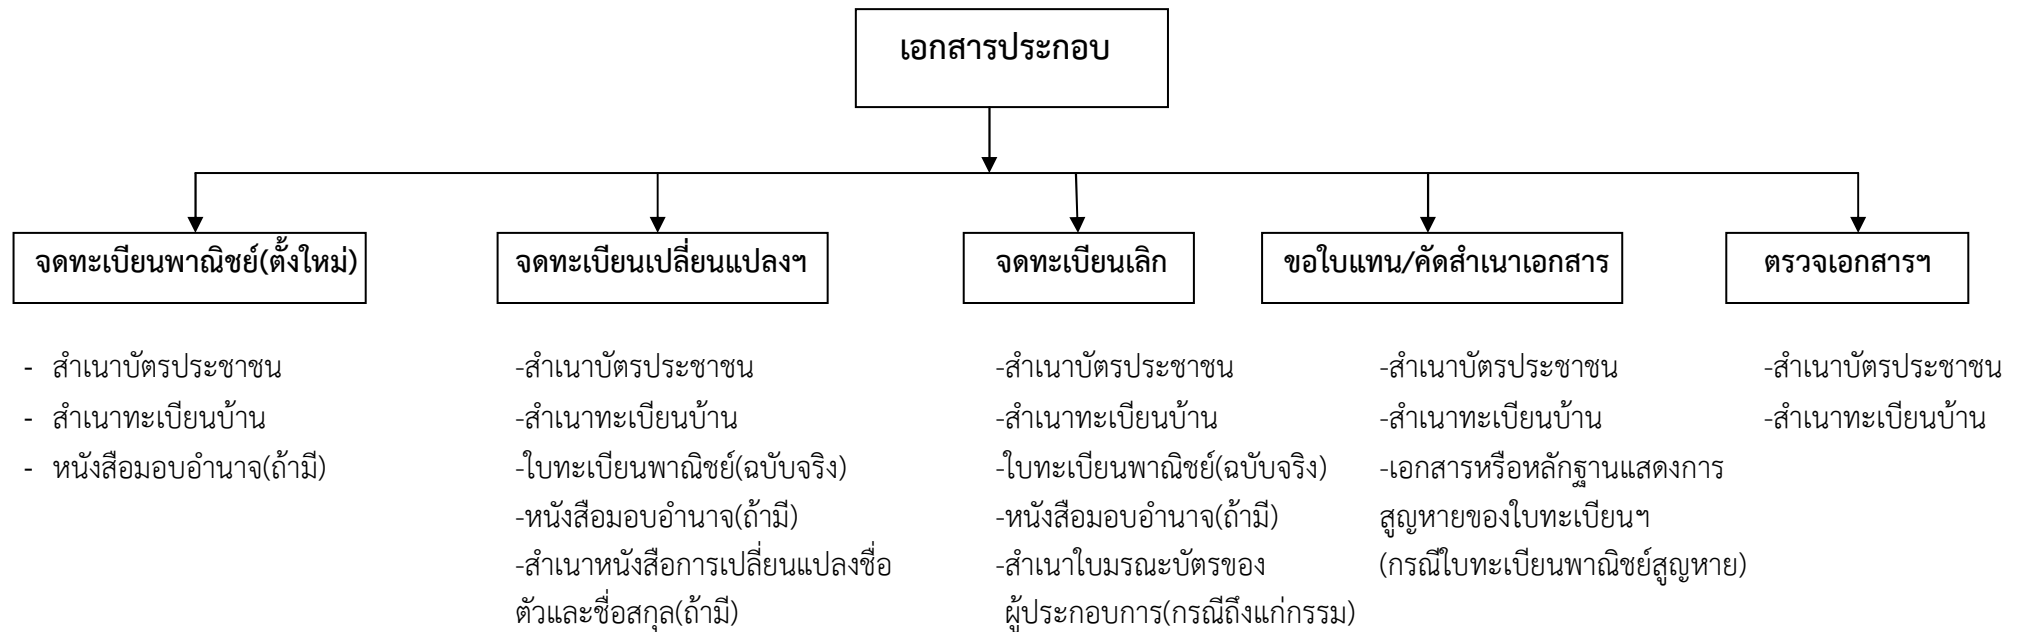 เอกสารประกอบ
จดทะเบียนพาณิชย์(ตั้งใหม่)
- สำเนาบัตรประชาชน
- สำเนาทะเบียนบ้าน
- หนังสือมอบอำนาจ(ถ้ามี)
จดทะเบียนเปลี่ยนแปลงฯ
-สำเนาบัตรประชาชน
-สำเนาทะเบียนบ้าน
-ใบทะเบียนพาณิชย์(ฉบับจริง)
-หนังสือมอบอำนาจ(ถ้ามี)
-สำเนาหนังสือการเปลี่ยนแปลงชื่อ
ตัวและชื่อสกุล(ถ้ามี)
จดทะเบียนเลิก
-สำเนาบัตรประชาชน
-สำเนาทะเบียนบ้าน
-ใบทะเบียนพาณิชย์(ฉบับจริง)
-หนังสือมอบอำนาจ(ถ้ามี)
-สำเนาใบมรณะบัตรของ
ผู้ประกอบการ(กรณีถึงแก่กรรม)
ขอใบแทน/คัดสำเนาเอกสาร
-สำเนาบัตรประชาชน
-สำเนาทะเบียนบ้าน
-เอกสารหรือหลักฐานแสดงการ
สูญหายของใบทะเบียนฯ
(กรณีใบทะเบียนพาณิชย์สูญหาย)
ตรวจเอกสารฯ
-สำเนาบัตรประชาชน
-สำเนาทะเบียนบ้าน